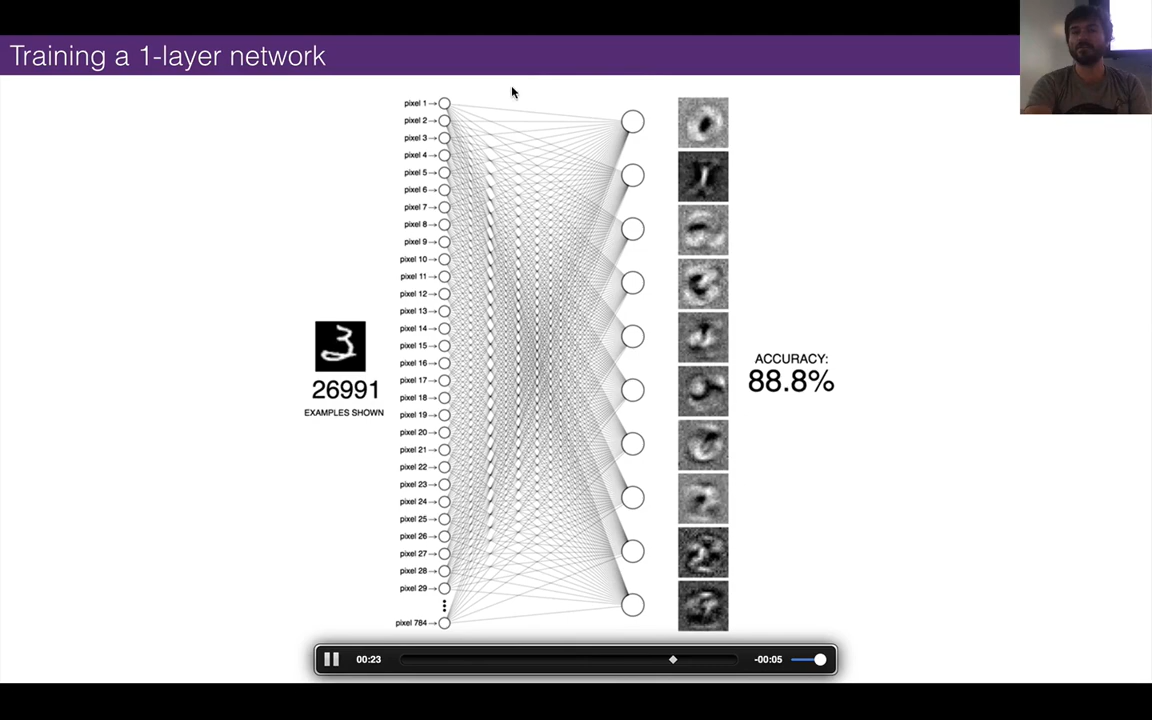 Training a 1-layer network
pixel 1
pixel 2
pixel 3
pixel 4
pixel 5
pixel 6
pixel 7
pixel 8
pixel 9
pixel 10
pixel 11
pixel 12
pixel 13
pixel 14
pixel 15
pixel 16
pixel 17
pixel 18
pixel 19
pixel 20
pixel 21
pixel 22
pixel 23
pixel 24
pixel 25
pixel 26
pixel 27
pixel 28
pixel 29
pixel 784
3
26991
EXAMPLES SHOWN
ACCURACY:
88.8%
00:23
-00:05